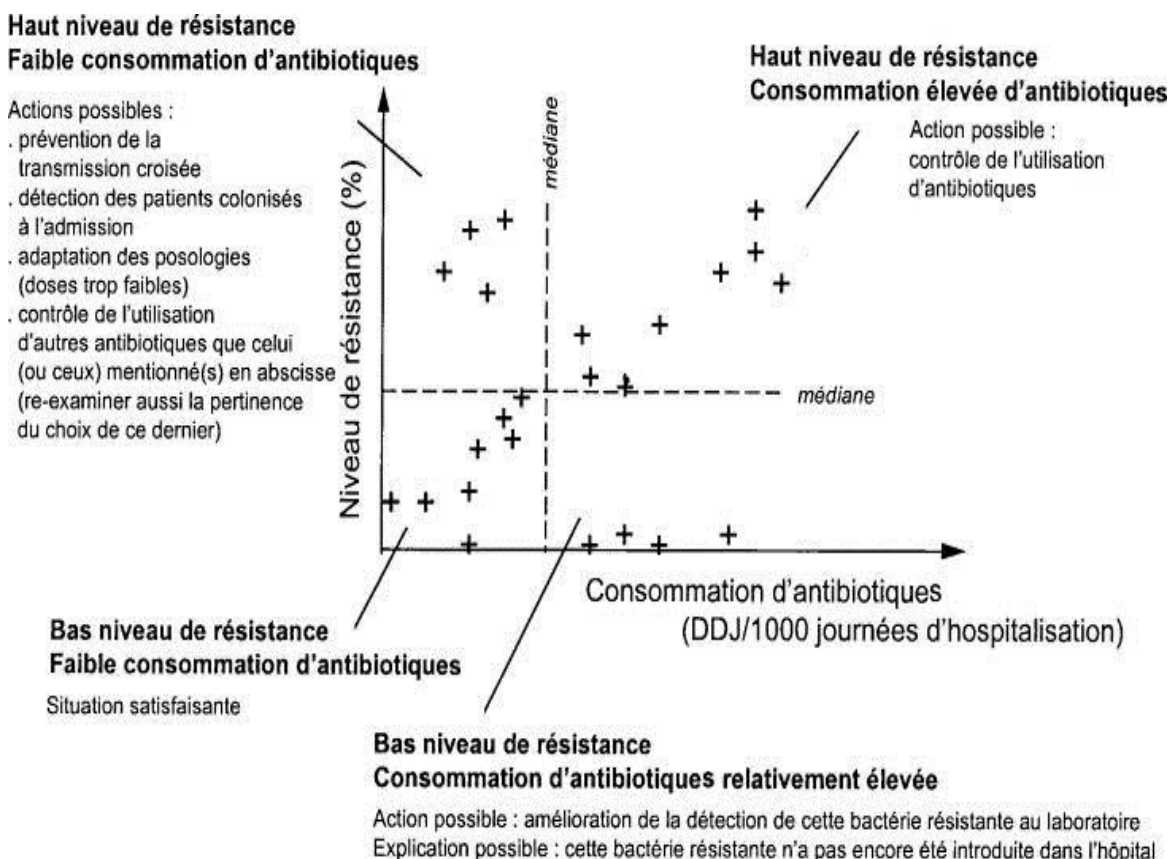 Haut niveau de résistance
Faible consommation d'antibiotiques
Actions possibles :
. prévention de la
transmission croisée
. détection des patients colonisés
à l'admission
. adaptation des posologies
(doses trop faibles)
. contrôle de l'utilisation
d'autres antibiotiques que celui
(ou ceux) mentionné(s) en abscisse
(re-examiner aussi la pertinence
du choix de ce dernier)
Haut niveau de résistance
Consommation élevée d'antibiotiques
Action possible :
contrôle de l'utilisation
d'antibiotiques
Niveau de résistance (%)
médiane
médiane
Consommation d'antibiotiques
(DDJ/1000 journées d'hospitalisation)
Bas niveau de résistance
Faible consommation d'antibiotiques
Situation satisfaisante
Bas niveau de résistance
Consommation d'antibiotiques relativement élevée
Action possible : amélioration de la détection de cette bactérie résistante au laboratoire
Explication possible : cette bactérie résistante n'a pas encore été introduite dans l'hôpital